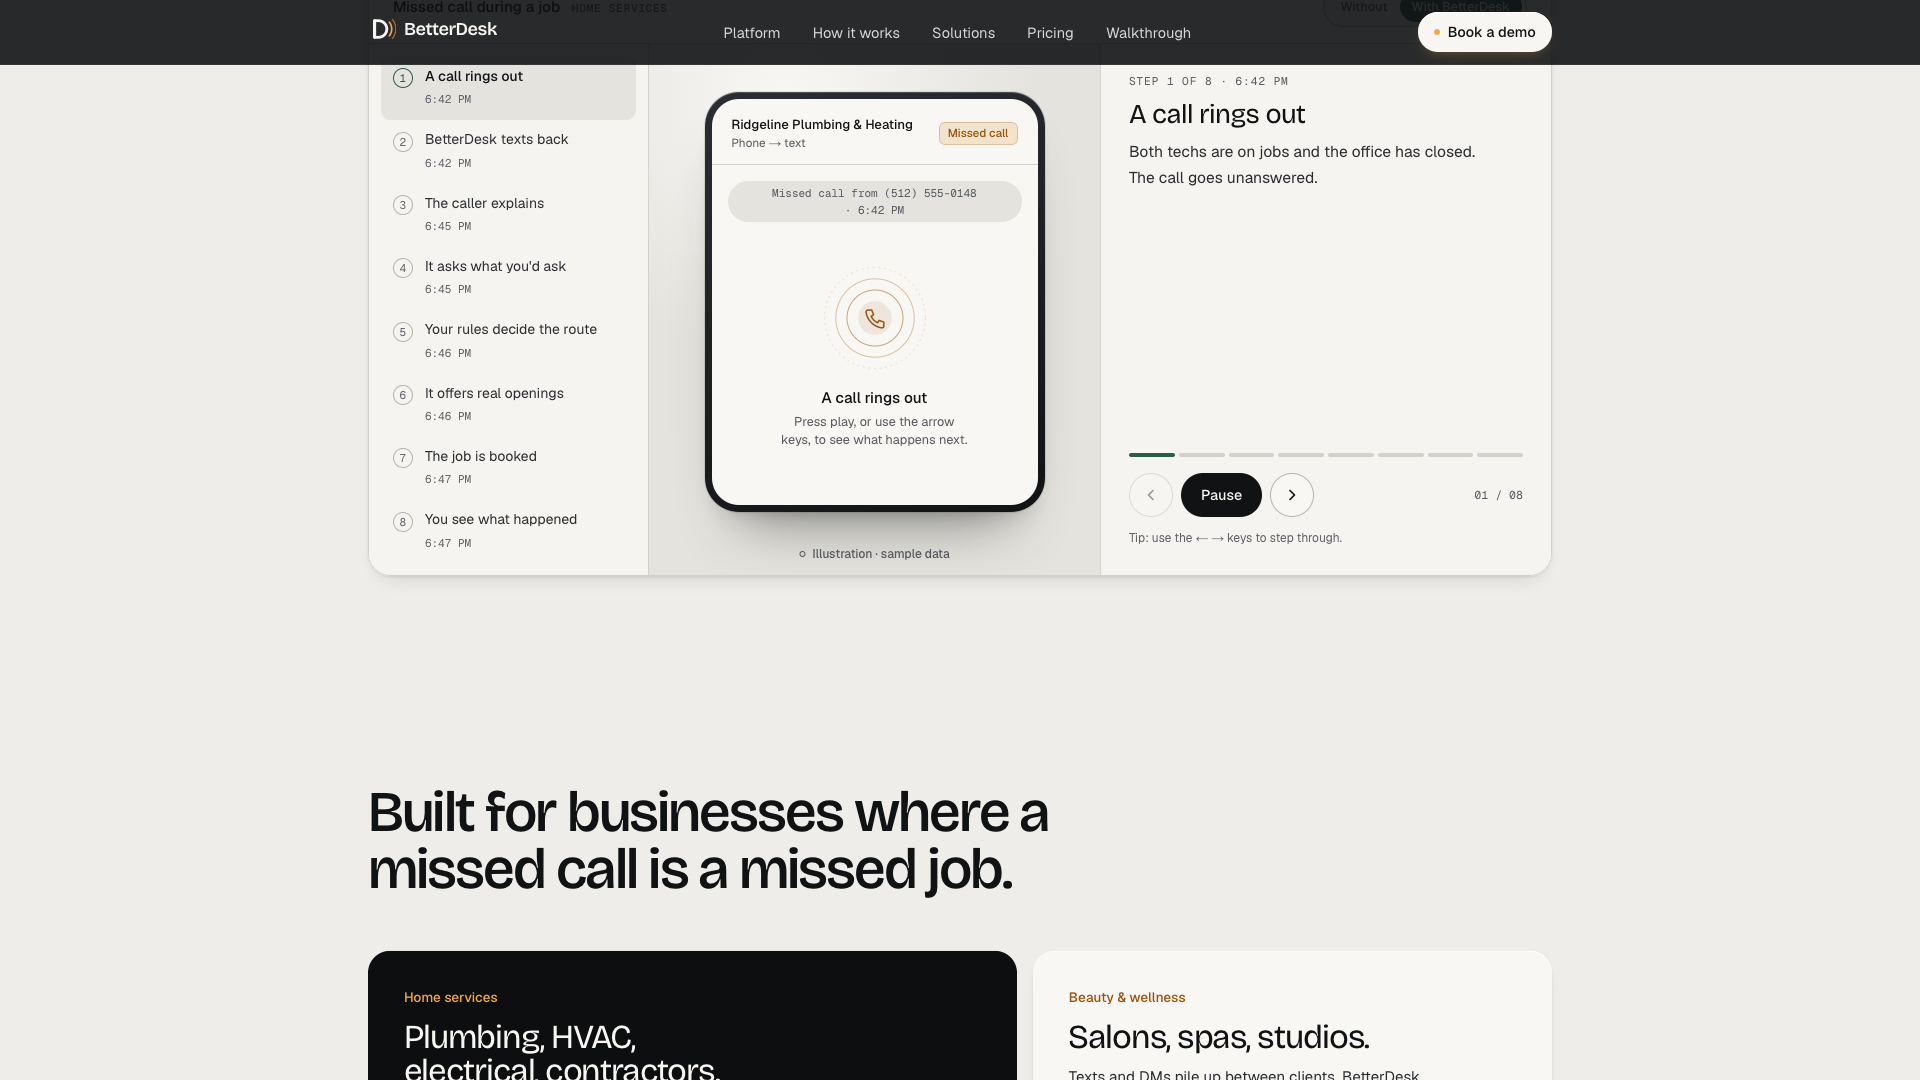 Missed call during a job HOME SERVICES
Without With BetterDesk
BetterDesk
Platform
How it works
Solutions
Pricing
Walkthrough
Book a demo
1 A call rings out
6:42 PM
2 BetterDesk texts back
6:42 PM
3 The caller explains
6:45 PM
4 It asks what you'd ask
6:45 PM
5 Your rules decide the route
6:46 PM
6 It offers real openings
6:46 PM
7 The job is booked
6:47 PM
8 You see what happened
6:47 PM
Ridgeline Plumbing & Heating
Phone → text
Missed call
Missed call from (512) 555-0148
· 6:42 PM
A call rings out
Press play, or use the arrow
keys, to see what happens next.
Illustration · sample data
STEP 1 OF 8 · 6:42 PM
A call rings out
Both techs are on jobs and the office has closed.
The call goes unanswered.
Pause
01 / 08
Tip: use the ← → keys to step through.
Built for businesses where a
missed call is a missed job.
Home services
Plumbing, HVAC,
electrical, contractors.
Beauty & wellness
Salons, spas, studios.
Texts and DMs pile up between clients. BetterDesk